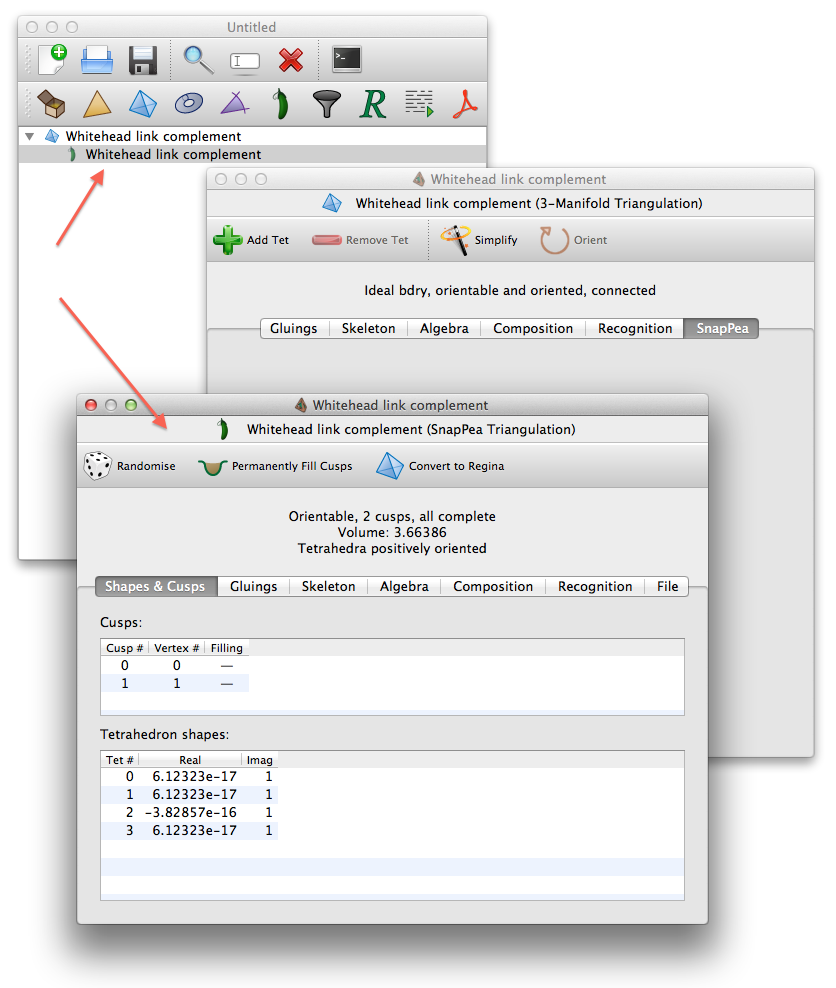 Untitled
Whitehead link complement
Whitehead link complement
Whitehead link complement
Whitehead link complement (3-Manifold Triangulation)
Add Tet Remove Tet Simplify Orient
Ideal bdry, orientable and oriented, connected
Gluings Skeleton Algebra Composition Recognition SnapPea
Whitehead link complement
Whitehead link complement (SnapPea Triangulation)
Randomise Permanently Fill Cusps Convert to Regina
Orientable, 2 cusps, all complete
Volume: 3.66386
Tetrahedra positively oriented
Shapes & Cusps Gluings Skeleton Algebra Composition Recognition File
Cusps:
Cusp # Vertex # Filling
0 0 —
1 1 —
Tetrahedron shapes:
Tet # Real Imag
0 6.12323e-17 1
1 6.12323e-17 1
2 -3.82857e-16 1
3 6.12323e-17 1